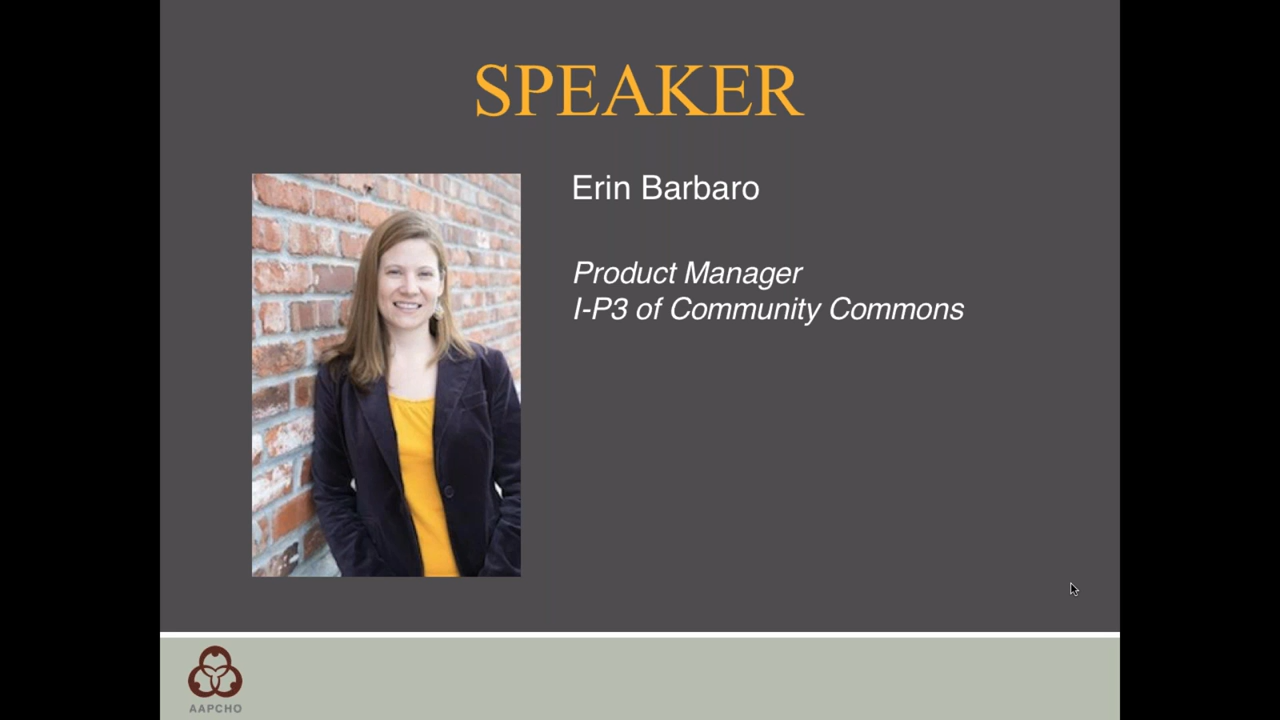 SPEAKER
Erin Barbaro
Product Manager
I-P3 of Community Commons
AAPCHO